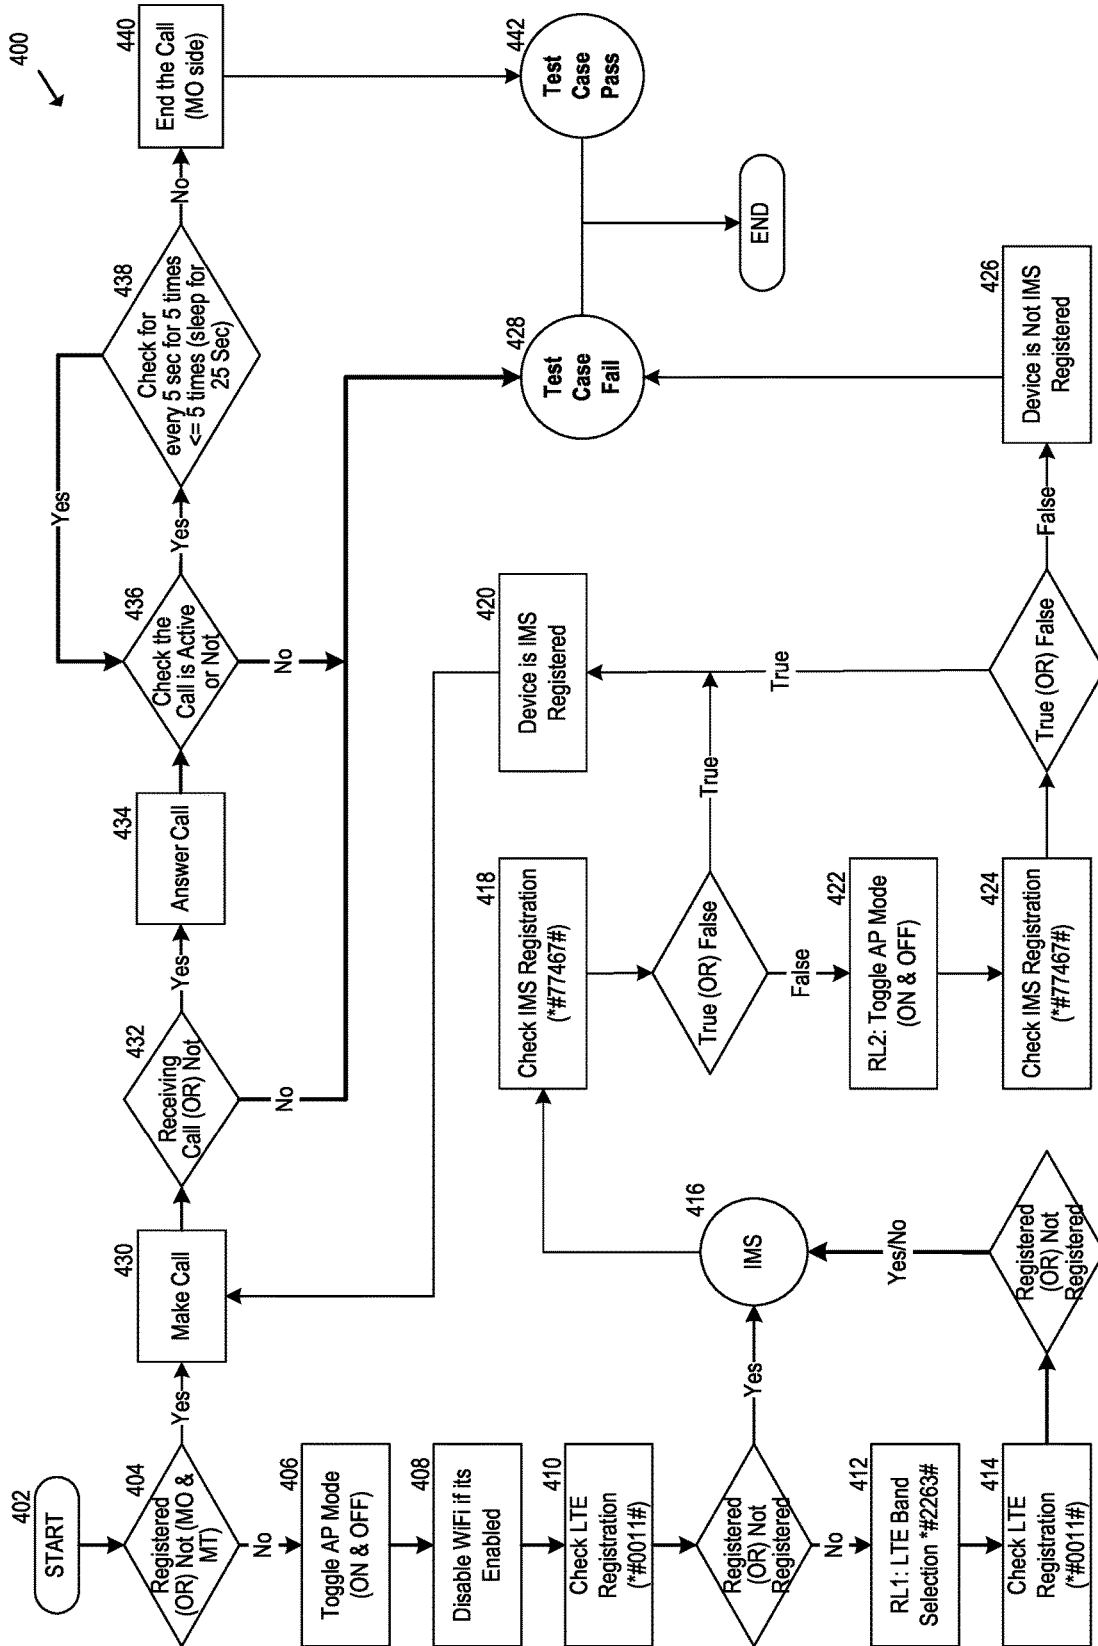 400
402
START
404
Registered
(OR) Not (MO &
MT)
Yes
No
406
Toggle AP Mode
(ON & OFF)
408
Disable WiFi if its
Enabled
410
Check LTE
Registration
(*#0011#)
Registered
(OR) Not
Registered
Yes
No
412
RL1: LTE Band
Selection *#2263#
414
Check LTE
Registration
(*#0011#)
Registered
(OR) Not
Registered
Yes/No
416
IMS
418
Check IMS Registration
(*#77467#)
True (OR) False
True
False
420
Device is IMS
Registered
422
RL2: Toggle AP Mode
(ON & OFF)
424
Check IMS Registration
(*#77467#)
True (OR) False
True
False
426
Device is Not IMS
Registered
428
Test
Case
Fail
430
Make Call
432
Receiving
Call (OR) Not
Yes
No
434
Answer Call
436
Check the
Call is Active
or Not
Yes
No
438
Check for
every 5 sec for 5 times
<= 5 times (sleep for
25 Sec)
Yes
No
440
End the Call
(MO side)
442
Test
Case
Pass
END